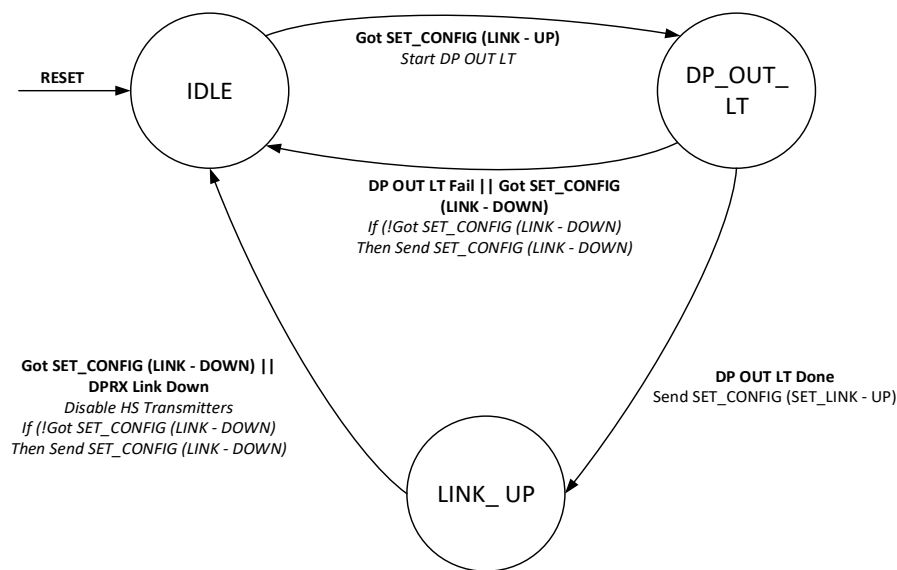 Got SET_CONFIG (LINK - UP)
Start DP OUT LT
RESET
IDLE
DP_OUT_
LT
DP OUT LT Fail || Got SET_CONFIG
(LINK - DOWN)
If (!Got SET_CONFIG (LINK - DOWN)
Then Send SET_CONFIG (LINK - DOWN)
Got SET_CONFIG (LINK - DOWN) ||
DPRX Link Down
Disable HS Transmitters
If (!Got SET_CONFIG (LINK - DOWN)
Then Send SET_CONFIG (LINK - DOWN)
DP OUT LT Done
Send SET_CONFIG (SET_LINK - UP)
LINK_ UP